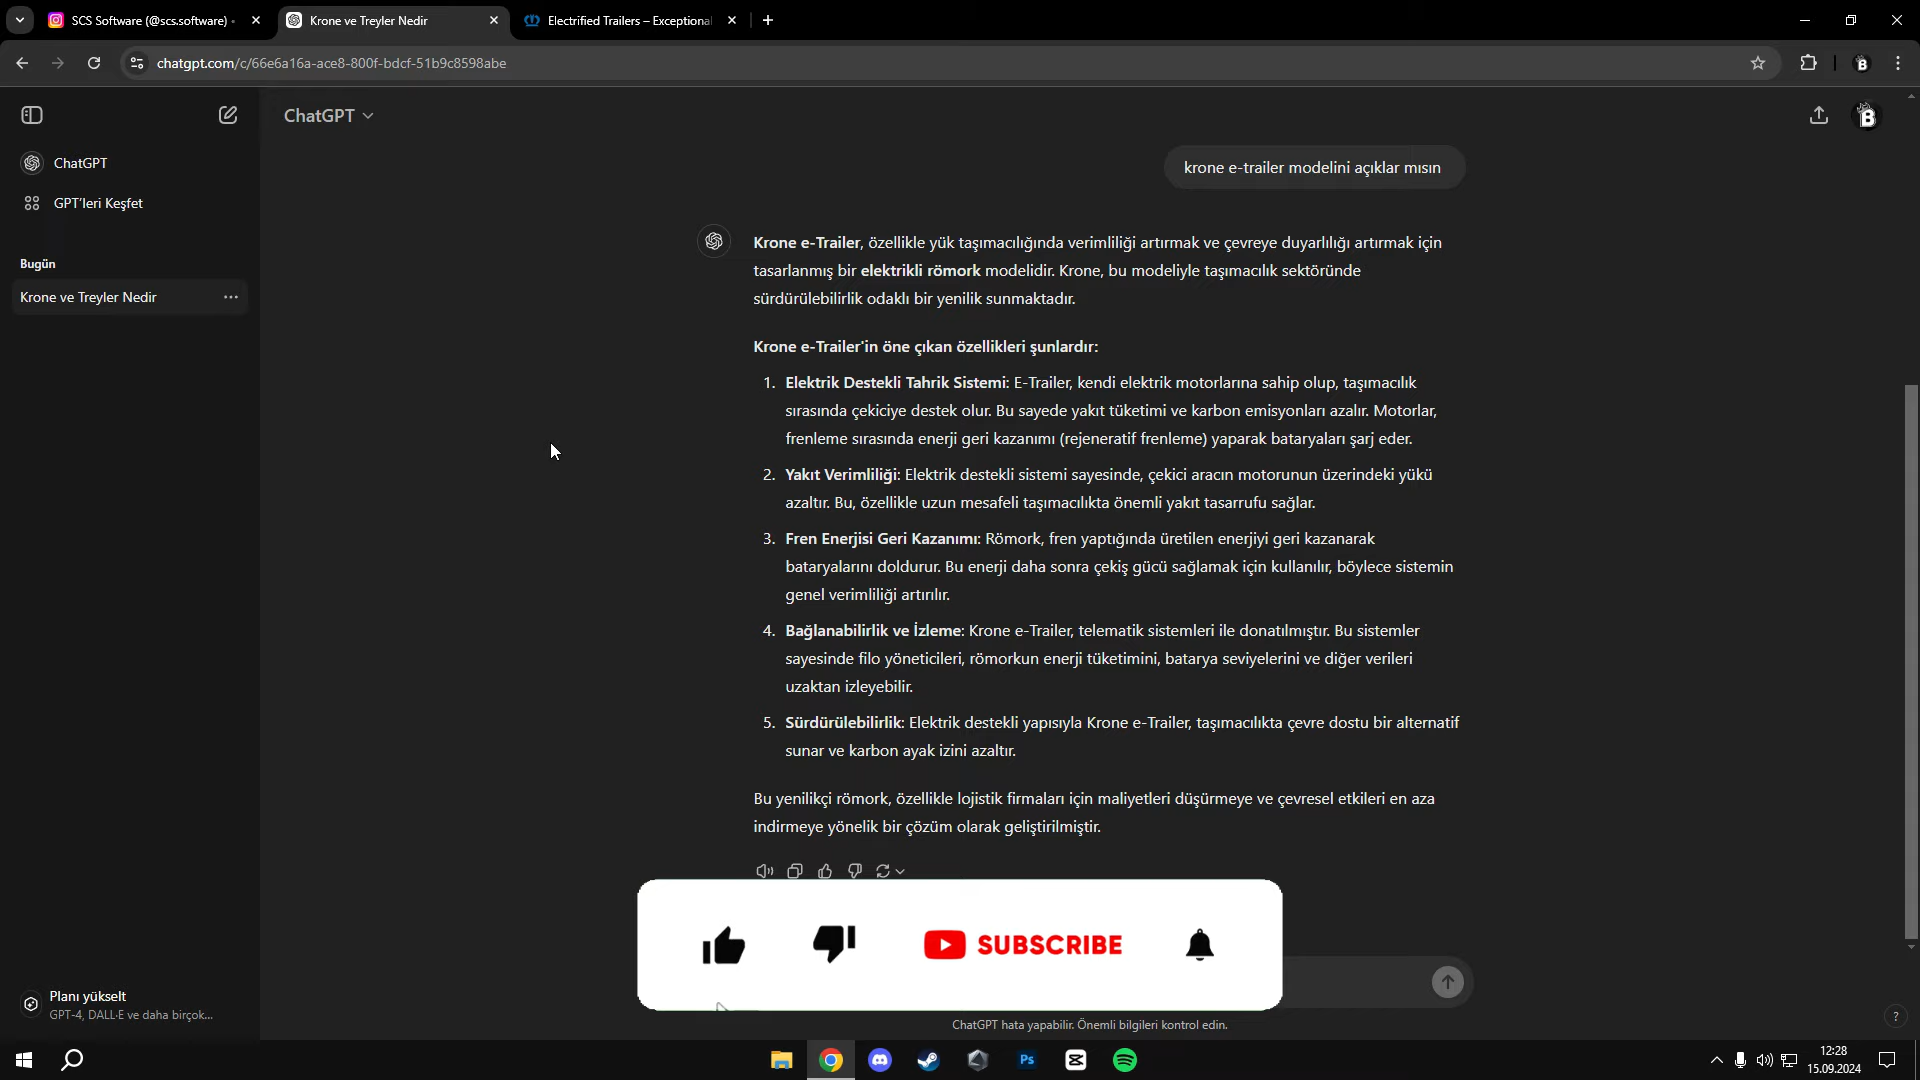 SCS Software (@scs.software) ·
Krone ve Treyler Nedir
Electrified Trailers – Exceptional
chatgpt.com/c/66e6a16a-ace8-800f-bdcf-51b9c8598abe
ChatGPT
ChatGPT
GPT'leri Keşfet
Bugün
Krone ve Treyler Nedir
krone e-trailer modelini açıklar mısın
Krone e-Trailer, özellikle yük taşımacılığında verimliliği artırmak ve çevreye duyarlılığı artırmak için
tasarlanmış bir elektrikli römork modelidir. Krone, bu modeliyle taşımacılık sektöründe
sürdürülebilirlik odaklı bir yenilik sunmaktadır.
Krone e-Trailer'in öne çıkan özellikleri şunlardır:
1. Elektrik Destekli Tahrik Sistemi: E-Trailer, kendi elektrik motorlarına sahip olup, taşımacılık
sırasında çekiciye destek olur. Bu sayede yakıt tüketimi ve karbon emisyonları azalır. Motorlar,
frenleme sırasında enerji geri kazanımı (rejeneratif frenleme) yaparak bataryaları şarj eder.
2. Yakıt Verimliliği: Elektrik destekli sistemi sayesinde, çekici aracın motorunun üzerindeki yükü
azaltır. Bu, özellikle uzun mesafeli taşımacılıkta önemli yakıt tasarrufu sağlar.
3. Fren Enerjisi Geri Kazanımı: Römork, fren yaptığında üretilen enerjiyi geri kazanarak
bataryalarını doldurur. Bu enerji daha sonra çekiş gücü sağlamak için kullanılır, böylece sistemin
genel verimliliği artırılır.
4. Bağlanabilirlik ve İzleme: Krone e-Trailer, telematik sistemleri ile donatılmıştır. Bu sistemler
sayesinde filo yöneticileri, römorkun enerji tüketimini, batarya seviyelerini ve diğer verileri
uzaktan izleyebilir.
5. Sürdürülebilirlik: Elektrik destekli yapısıyla Krone e-Trailer, taşımacılıkta çevre dostu bir alternatif
sunar ve karbon ayak izini azaltır.
Bu yenilikçi römork, özellikle lojistik firmaları için maliyetleri düşürmeye ve çevresel etkileri en aza
indirmeye yönelik bir çözüm olarak geliştirilmiştir.
SUBSCRIBE
Planı yükselt
GPT-4, DALL·E ve daha birçok...
ChatGPT hata yapabilir. Önemli bilgileri kontrol edin.
?
Ps
12:28
15.09.2024